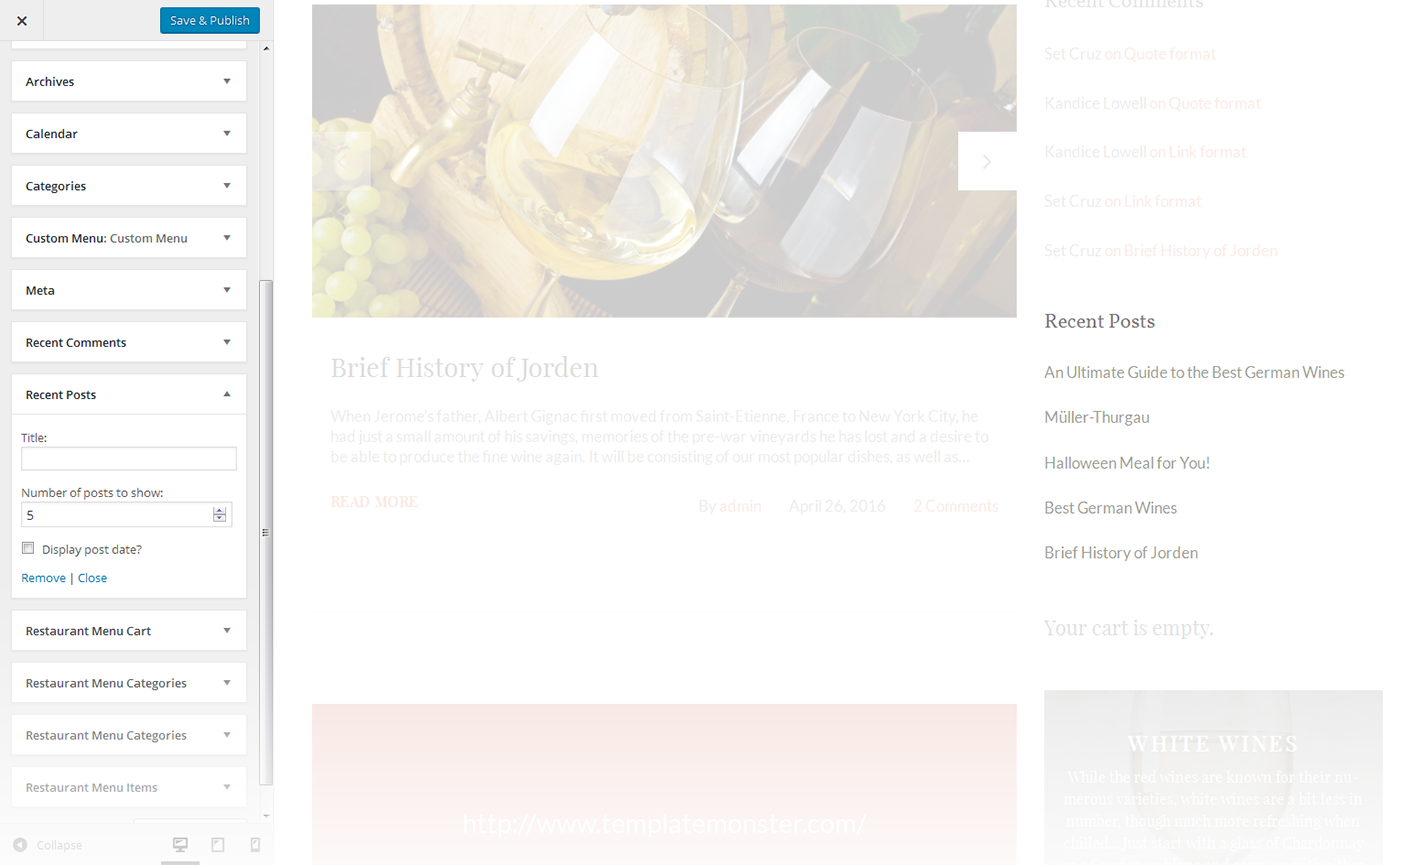 Save & Publish
Archives
Calendar
Categories
Custom Menu: Custom Menu
Meta
Recent Comments
Recent Posts
Title:
Number of posts to show:
5
Display post date?
Remove | Close
Restaurant Menu Cart
Restaurant Menu Categories
Restaurant Menu Categories
Restaurant Menu Items
Collapse
Brief History of Jorden
When Jerome's father, Albert Gignac first moved from Saint-Etienne, France to New York City, he
had just a small amount of his savings, memories of the pre-war vineyards he has lost and a desire to
be able to produce the fine wine again. It will be consisting of our most popular dishes, as well as…
READ MORE
By admin April 26, 2016 2 Comments
http://www.templatemonster.com/
Recent Comments
Set Cruz on Quote format
Kandice Lowell on Quote format
Kandice Lowell on Link format
Set Cruz on Link format
Set Cruz on Brief History of Jorden
Recent Posts
An Ultimate Guide to the Best German Wines
Müller-Thurgau
Halloween Meal for You!
Best German Wines
Brief History of Jorden
Your cart is empty.
WHITE WINES
While the red wines are known for their nu-
merous varieties, white wines are a bit less in
number, though much more refreshing when
chilled. Just start with a glass of Chardonnay